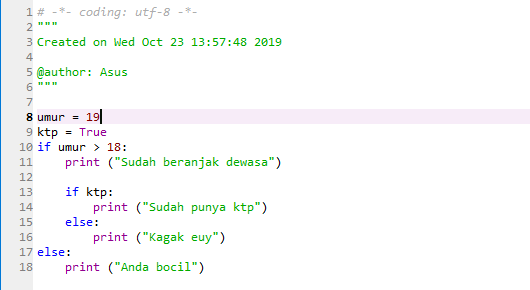 1 # -*- coding: utf-8 -*-
2 """
3 Created on Wed Oct 23 13:57:48 2019
4
5 @author: Asus
6 """
7
8 umur = 19
9 ktp = True
10 if umur > 18:
11     print ("Sudah beranjak dewasa")
12
13     if ktp:
14         print ("Sudah punya ktp")
15     else:
16         print ("Kagak euy")
17 else:
18     print ("Anda bocil")